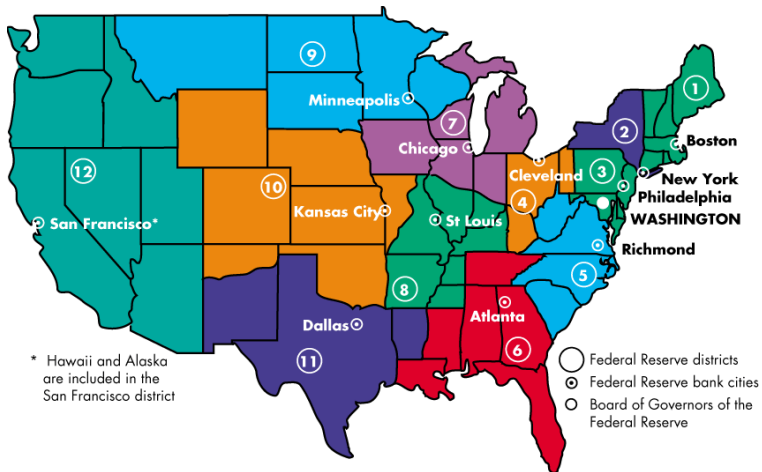 9
1
Minneapolis
2
7
Boston
Chicago
12
3
Cleveland
New York
10
4
Philadelphia
Kansas City
St Louis
WASHINGTON
San Francisco*
Richmond
5
8
Atlanta
Dallas
6
11
* Hawaii and Alaska
are included in the
San Francisco district
Federal Reserve districts
Federal Reserve bank cities
Board of Governors of the
Federal Reserve